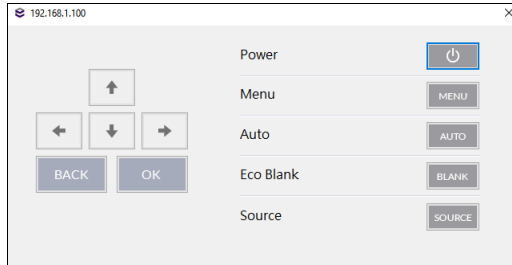 192.168.1.100
Power
Menu
MENU
Auto
AUTO
BACK
OK
Eco Blank
BLANK
Source
SOURCE